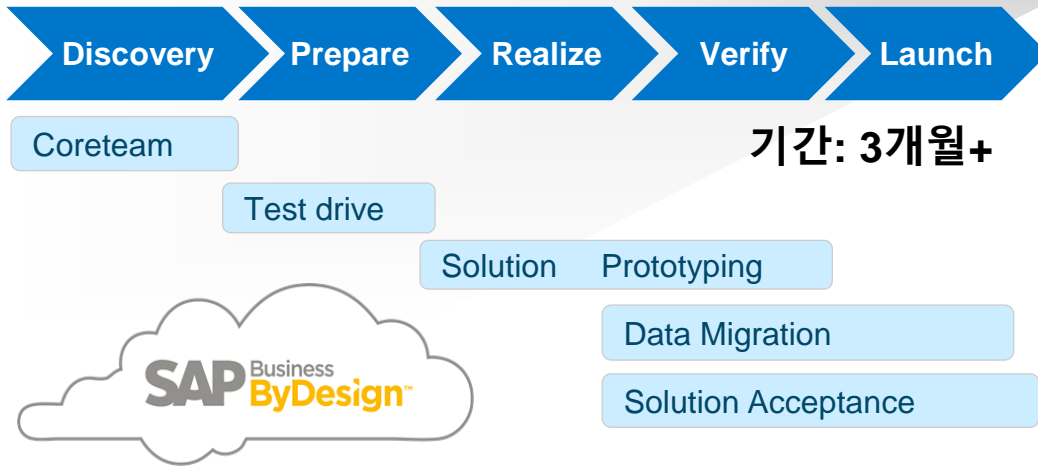 Discovery Prepare Realize Verify Launch
Coreteam
기간: 3개월+
Test drive
Solution Prototyping
Data Migration
SAP Business ByDesign™
Solution Acceptance